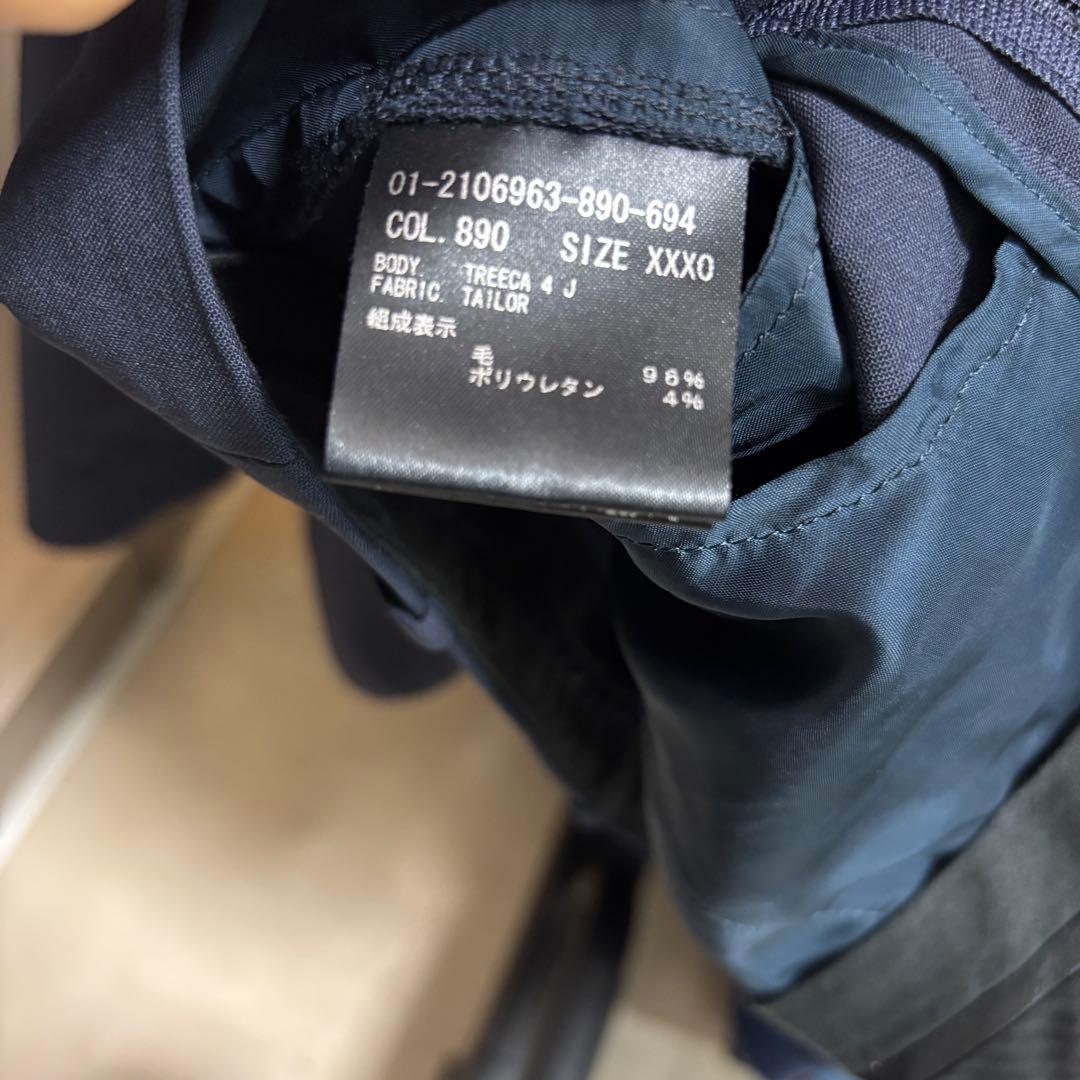 01-2106963-890-694
COL. 890 SIZE XXX0
BODY. TREECA 4 J
FABRIC. TAILOR
組成表示
毛 96%
ポリウレタン 4%